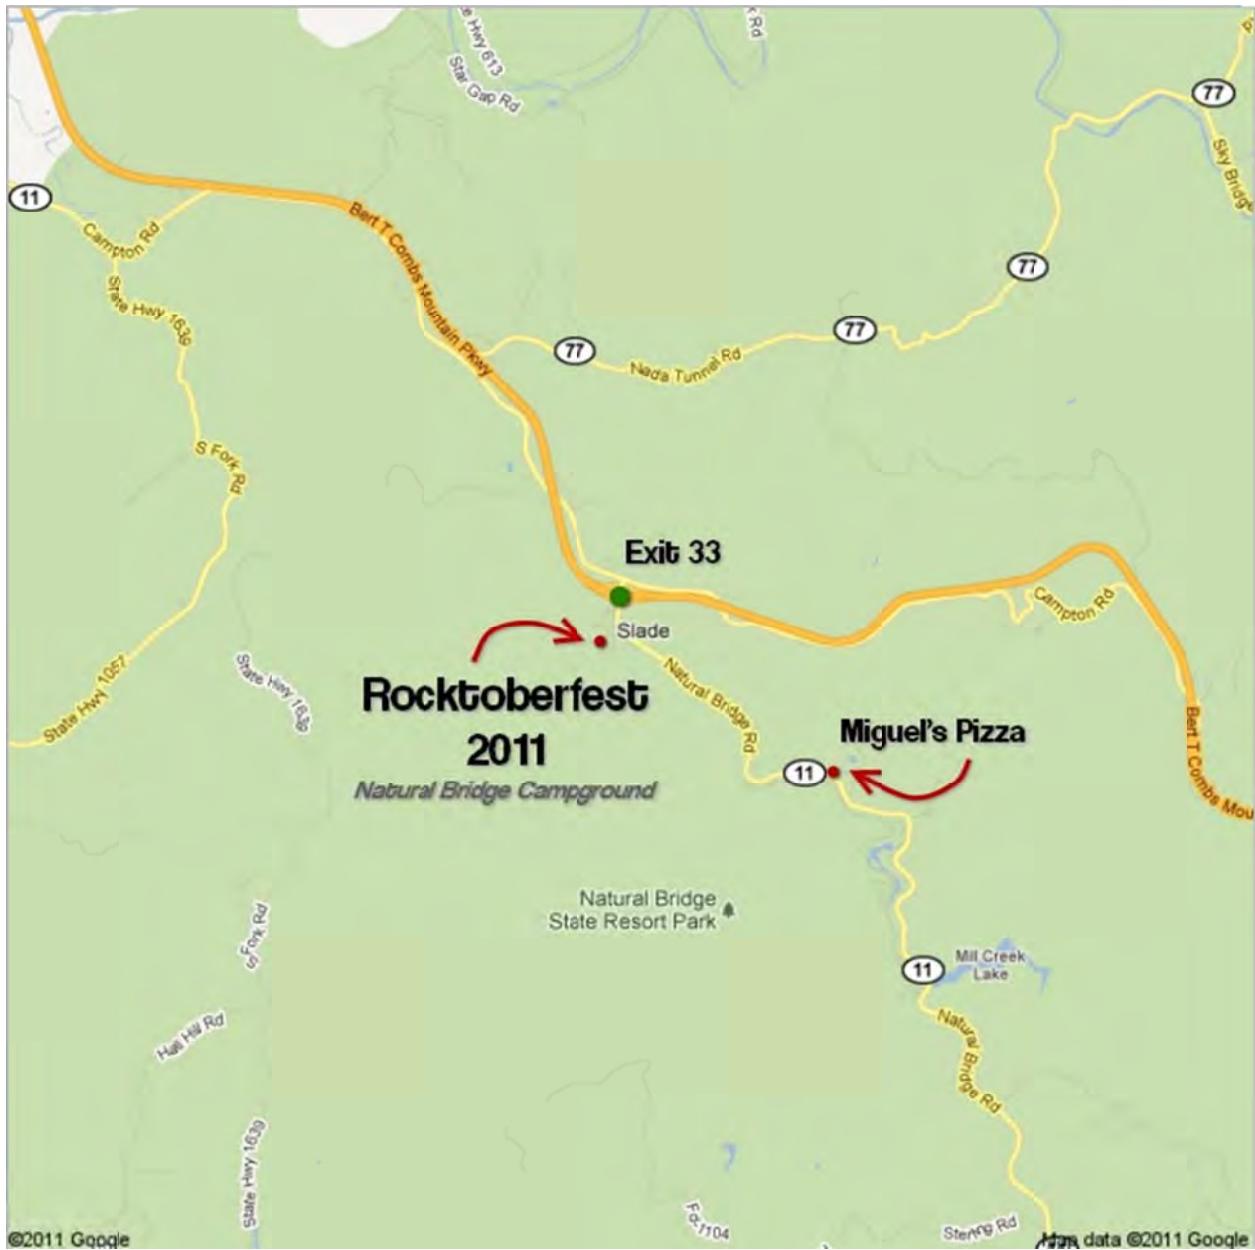 e Hwy 613
Star Gap Rd
Rd
77
Sky Bridge
11
Campton Rd
State Hwy 1639
Bert T Combs Mountain Pkwy
77
77
77
Nada Tunnel Rd
S Fork Rd
Exit 33
Slade
Campton Rd
State Hwy 1057
State Hwy 1639
Rocktoberfest
2011
Natural Bridge Campground
Natural Bridge Rd
Miguel's Pizza
11
Bert T Combs Mou
Natural Bridge
State Resort Park
S Fork Rd
11
Mill Creek
Lake
Hall Hill Rd
Natural Bridge Rd
State Hwy 1639
Sterling Rd
©2011 Google
Map data ©2011 Google